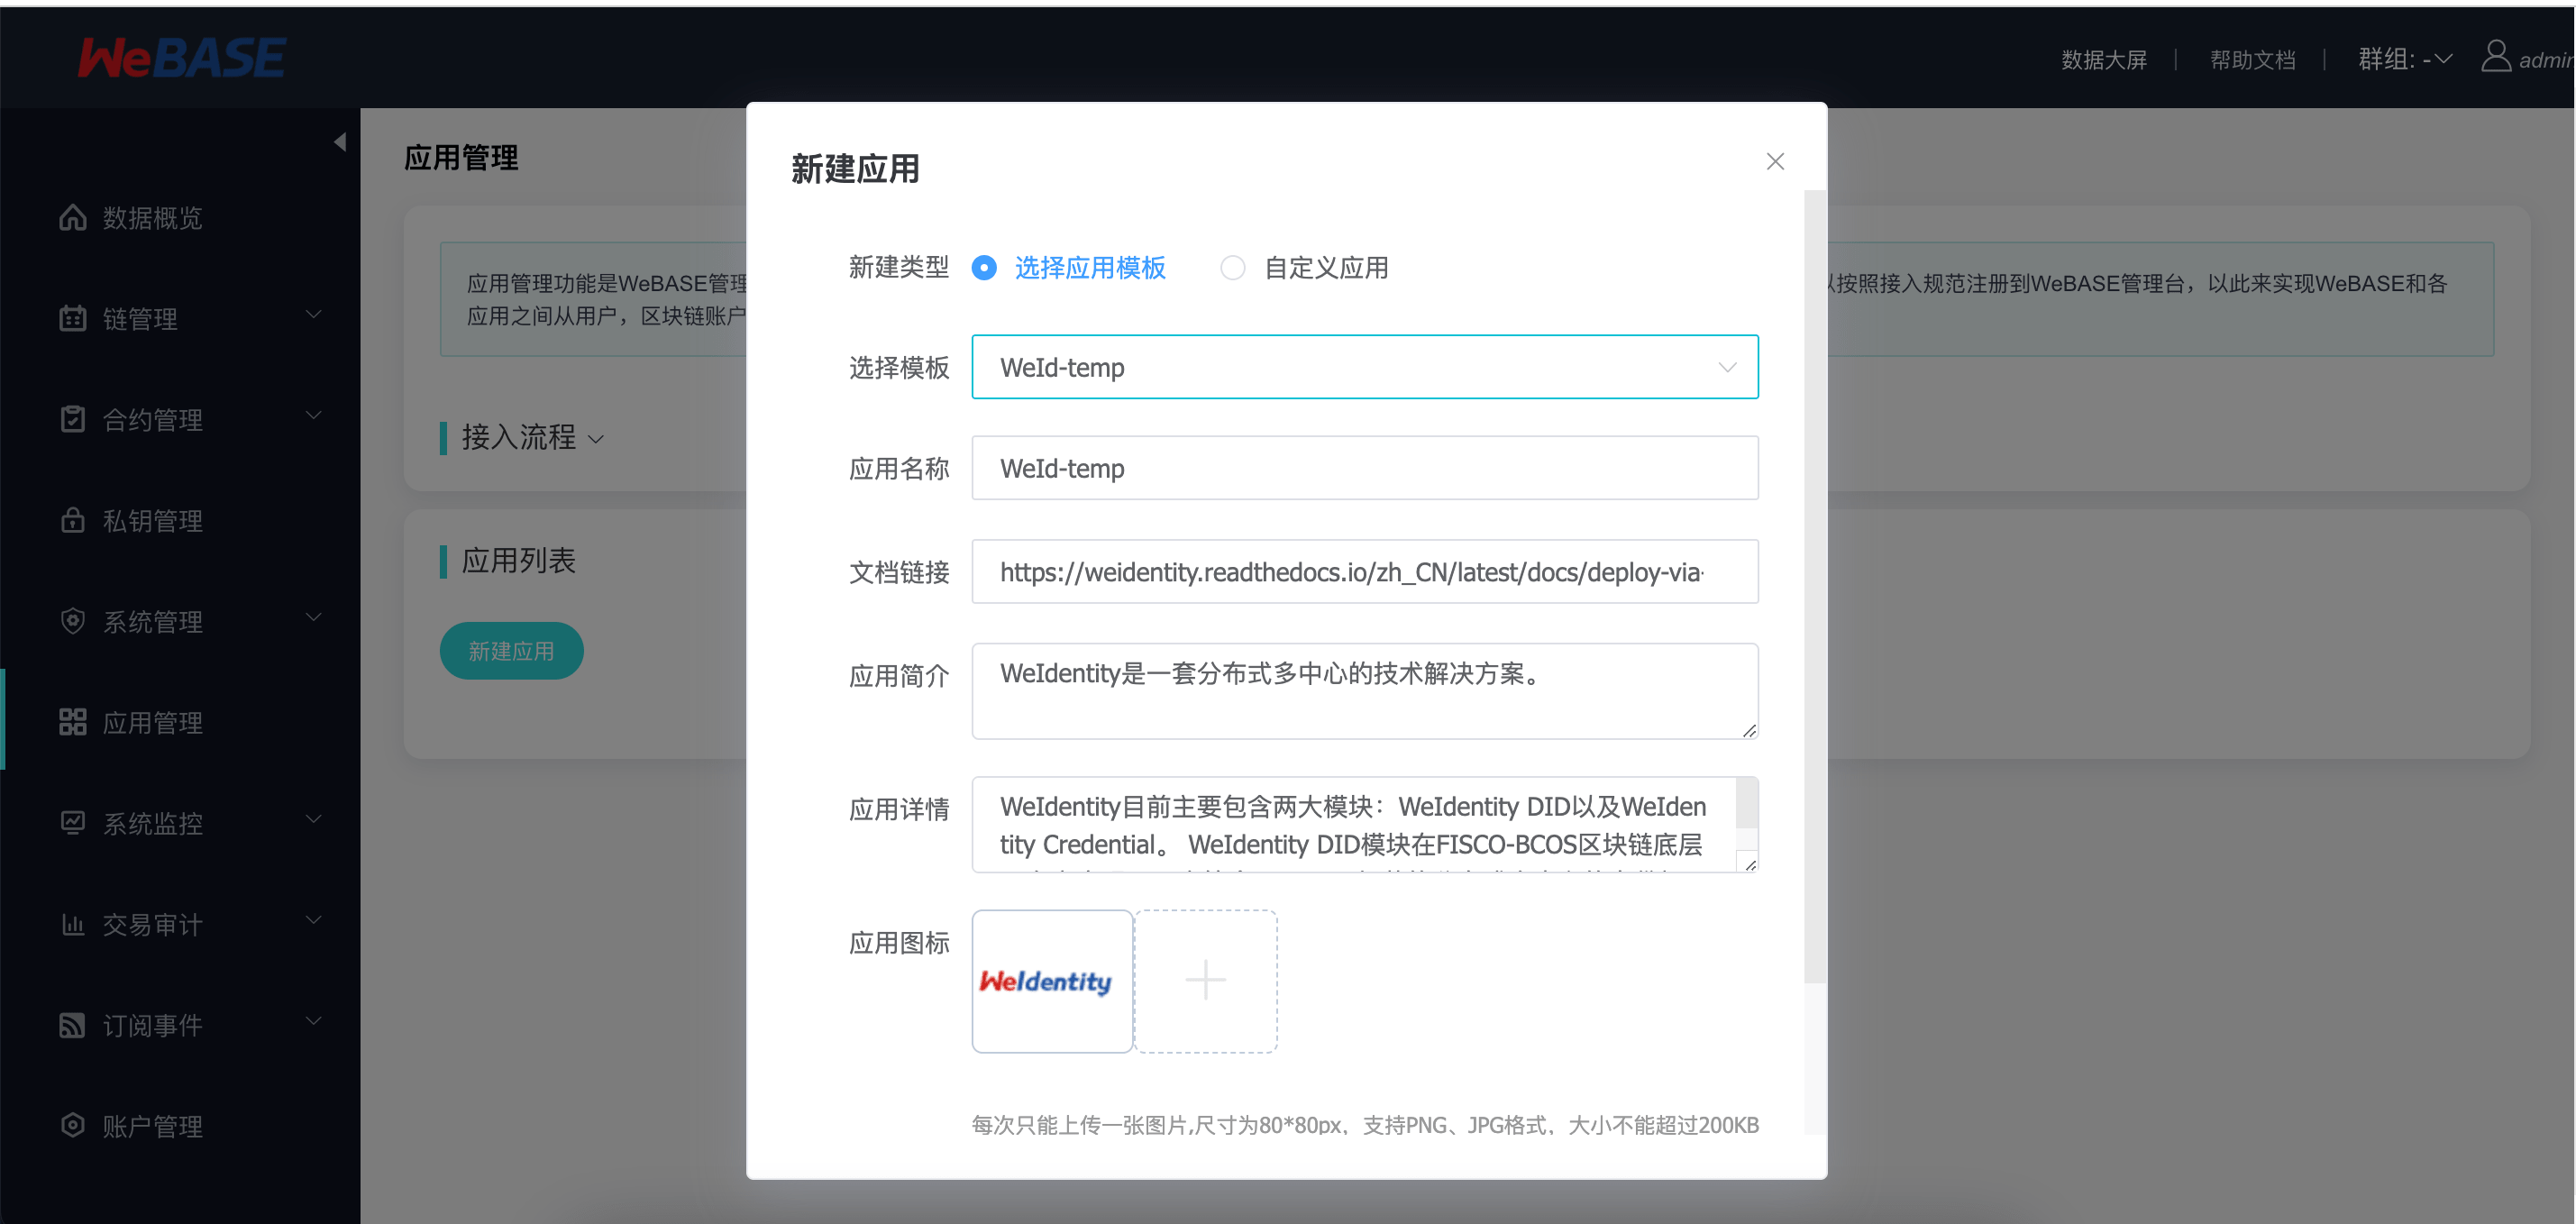 WeBASE
数据大屏 | 帮助文档 | 群组: - admin
数据概览
链管理
合约管理
私钥管理
系统管理
应用管理
系统监控
交易审计
订阅事件
账户管理
应用管理
应用管理功能是WeBASE管理
以按照接入规范注册到WeBASE管理台，以此来实现WeBASE和各
应用之间从用户，区块链账户
接入流程
应用列表
新建应用
新建应用
新建类型 选择应用模板 自定义应用
选择模板 WeId-temp
应用名称 WeId-temp
文档链接 https://weidentity.readthedocs.io/zh_CN/latest/docs/deploy-via-
应用简介 WeIdentity是一套分布式多中心的技术解决方案。
应用详情 WeIdentity目前主要包含两大模块：WeIdentity DID以及WeIden
tity Credential。 WeIdentity DID模块在FISCO-BCOS区块链底层
应用图标 WeIdentity
每次只能上传一张图片,尺寸为80*80px，支持PNG、JPG格式，大小不能超过200KB